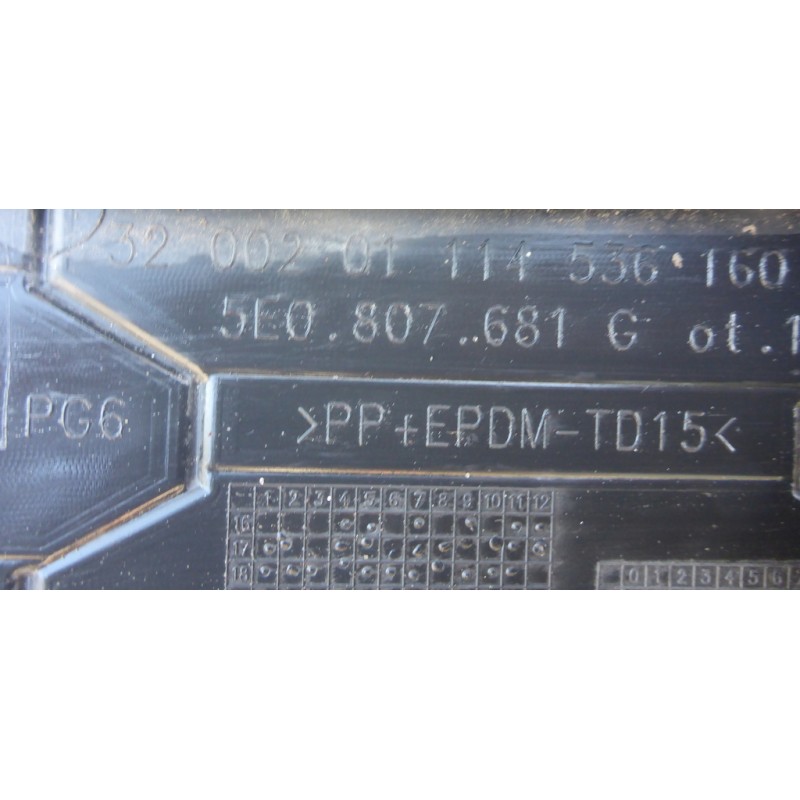 32 002 01 114 536 160
5E0.807.681 G ot.1
PG6
>PP+EPDM-TD15<
1 2 3 4 5 6 7 8 9 10 11 12
16
17
18
0 1 2 3 4 5 6